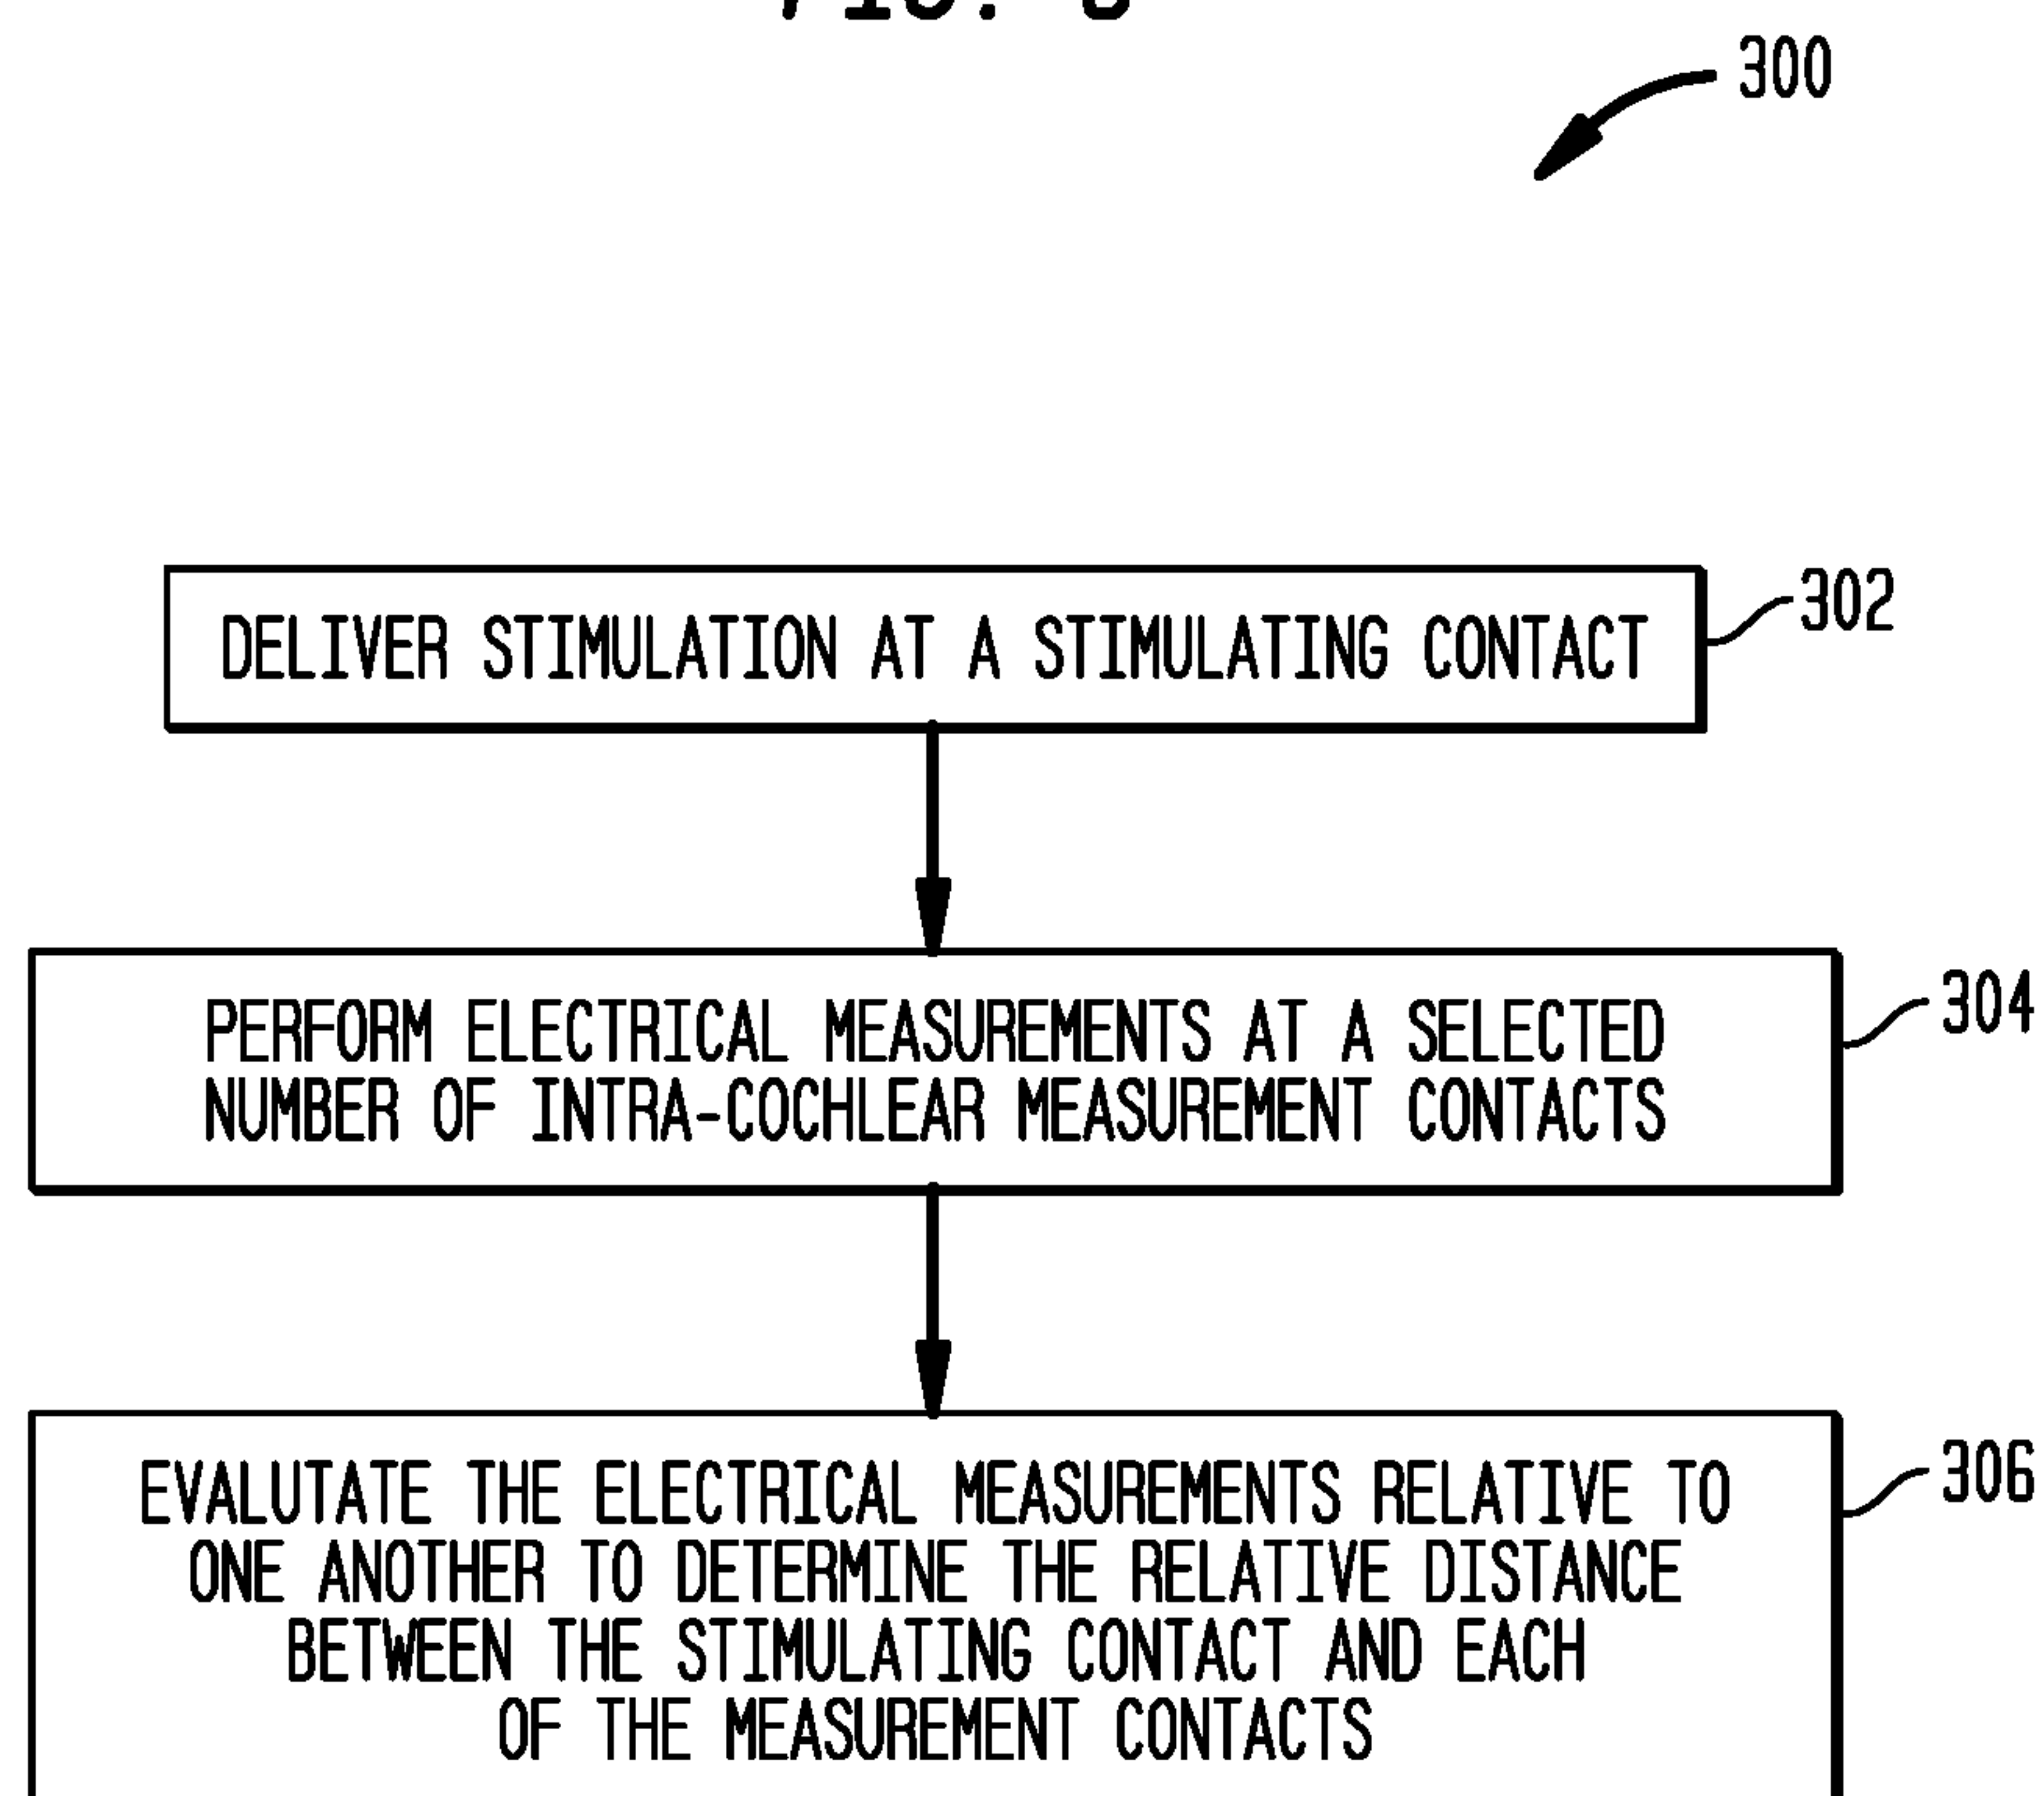 300
DELIVER STIMULATION AT A STIMULATING CONTACT
302
PERFORM ELECTRICAL MEASUREMENTS AT A SELECTED
NUMBER OF INTRA-COCHLEAR MEASUREMENT CONTACTS
304
EVALUTATE THE ELECTRICAL MEASUREMENTS RELATIVE TO
ONE ANOTHER TO DETERMINE THE RELATIVE DISTANCE
BETWEEN THE STIMULATING CONTACT AND EACH
OF THE MEASUREMENT CONTACTS
306